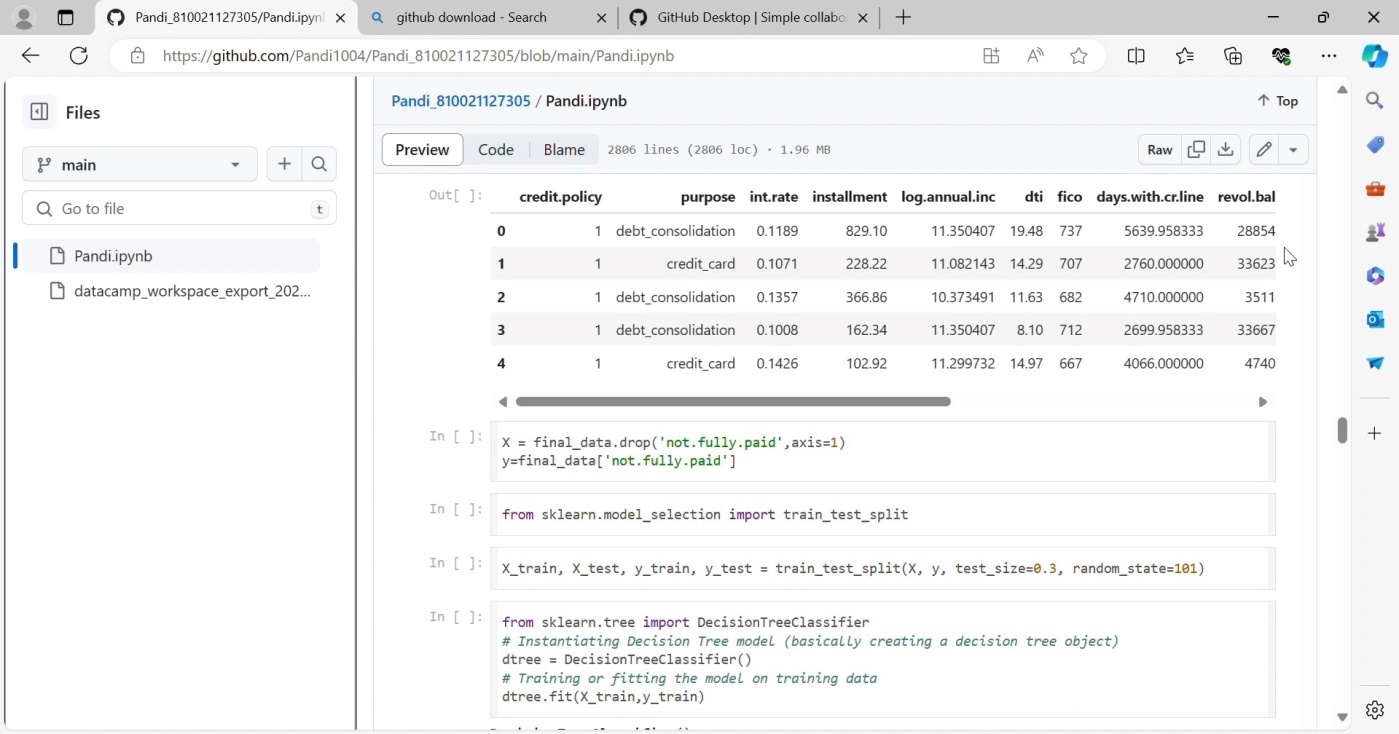 Pandi_810021127305/Pandi.ipyn
github download - Search
GitHub Desktop | Simple collabo
https://github.com/Pandi1004/Pandi_810021127305/blob/main/Pandi.ipynb
Files
main
Go to file
t
Pandi.ipynb
datacamp_workspace_export_202...
Pandi_810021127305 / Pandi.ipynb
Top
Preview Code Blame 2806 lines (2806 loc) · 1.96 MB
Raw
Out[ ]:
credit.policy purpose int.rate installment log.annual.inc dti fico days.with.cr.line revol.bal
0 1 debt_consolidation 0.1189 829.10 11.350407 19.48 737 5639.958333 28854
1 1 credit_card 0.1071 228.22 11.082143 14.29 707 2760.000000 33623
2 1 debt_consolidation 0.1357 366.86 10.373491 11.63 682 4710.000000 3511
3 1 debt_consolidation 0.1008 162.34 11.350407 8.10 712 2699.958333 33667
4 1 credit_card 0.1426 102.92 11.299732 14.97 667 4066.000000 4740
In [ ]:
X = final_data.drop('not.fully.paid',axis=1)
y=final_data['not.fully.paid']
In [ ]:
from sklearn.model_selection import train_test_split
In [ ]:
X_train, X_test, y_train, y_test = train_test_split(X, y, test_size=0.3, random_state=101)
In [ ]:
from sklearn.tree import DecisionTreeClassifier
# Instantiating Decision Tree model (basically creating a decision tree object)
dtree = DecisionTreeClassifier()
# Training or fitting the model on training data
dtree.fit(X_train,y_train)